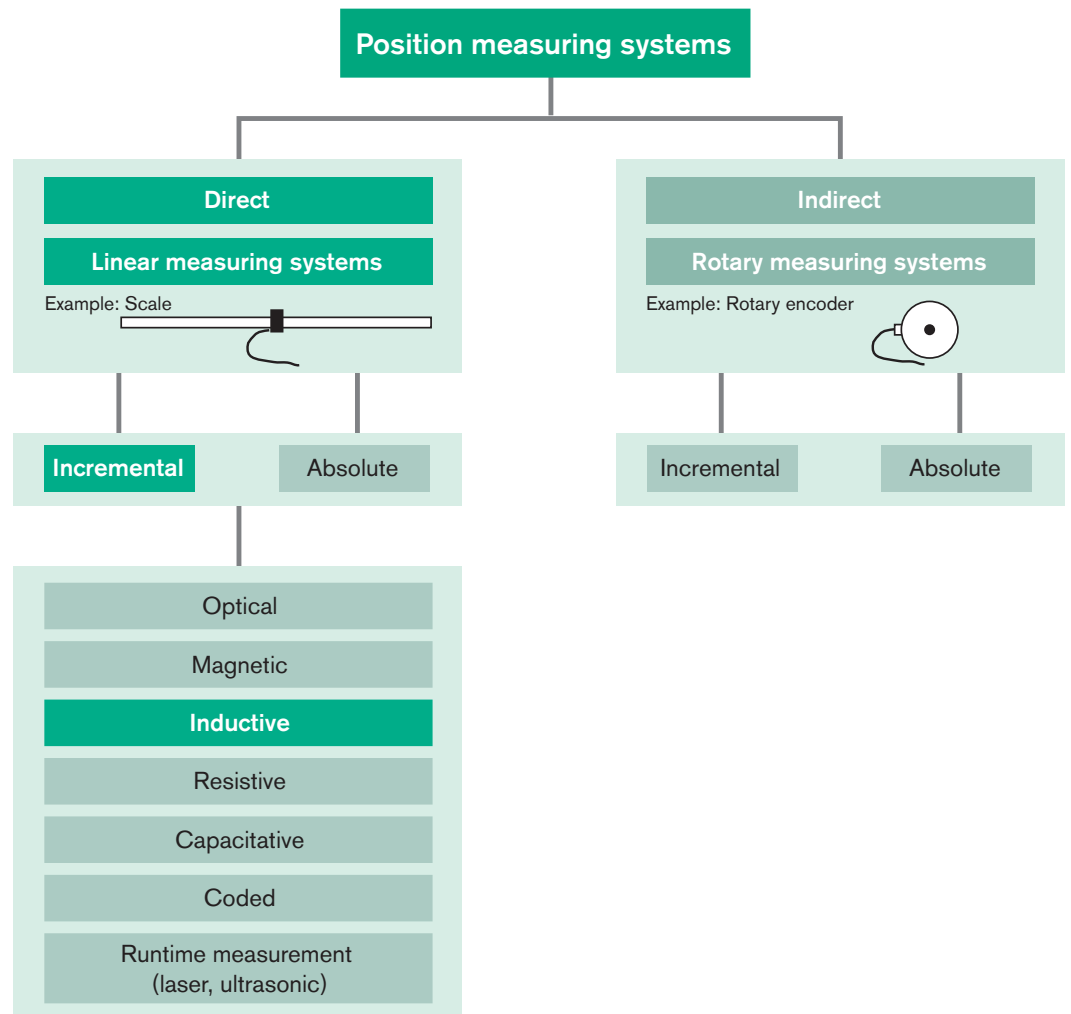 Position measuring systems
Direct
Linear measuring systems
Example: Scale
Indirect
Rotary measuring systems
Example: Rotary encoder
Incremental
Absolute
Incremental
Absolute
Optical
Magnetic
Inductive
Resistive
Capacitative
Coded
Runtime measurement
(laser, ultrasonic)